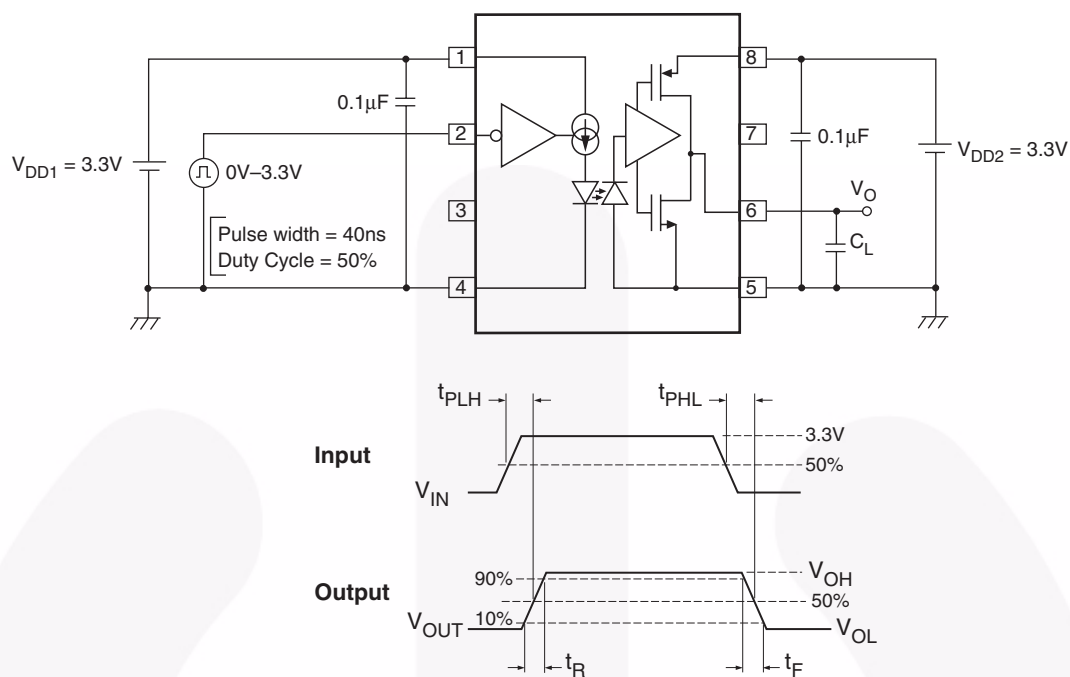 1
8
0.1μF
2
7
0.1μF
V_DD1 = 3.3V
0V–3.3V
V_DD2 = 3.3V
V_O
3
6
Pulse width = 40ns
Duty Cycle = 50%
C_L
4
5
t_PLH
t_PHL
3.3V
Input
50%
V_IN
90%
V_OH
Output
50%
10%
V_OUT
V_OL
t_R
t_F